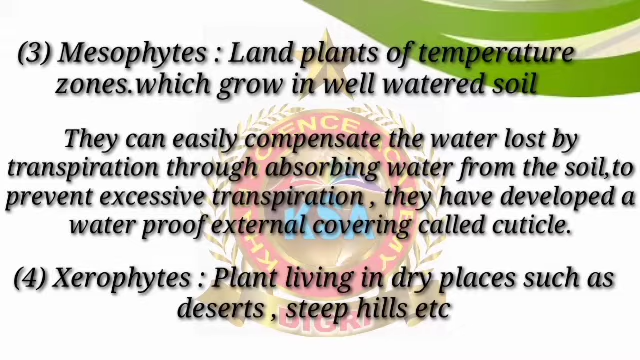 (3) Mesophytes : Land plants of temperature
zones.which grow in well watered soil
They can easily compensate the water lost by
transpiration through absorbing water from the soil,to
prevent excessive transpiration , they have developed a
water proof external covering called cuticle.
(4) Xerophytes : Plant living in dry places such as
deserts , steep hills etc
KSA